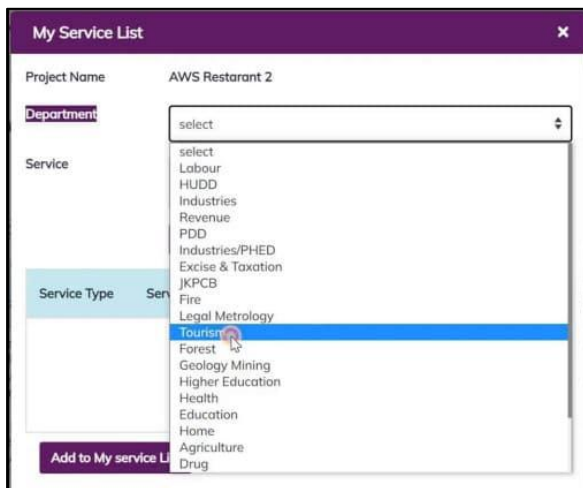 My Service List ×
Project Name AWS Restarant 2
Department select
Service
select
Labour
HUDD
Industries
Revenue
PDD
Industries/PHED
Excise & Taxation
JKPCB
Fire
Legal Metrology
Tourism
Forest
Geology Mining
Higher Education
Health
Education
Home
Agriculture
Drug
Service Type Serv
Add to My service Li